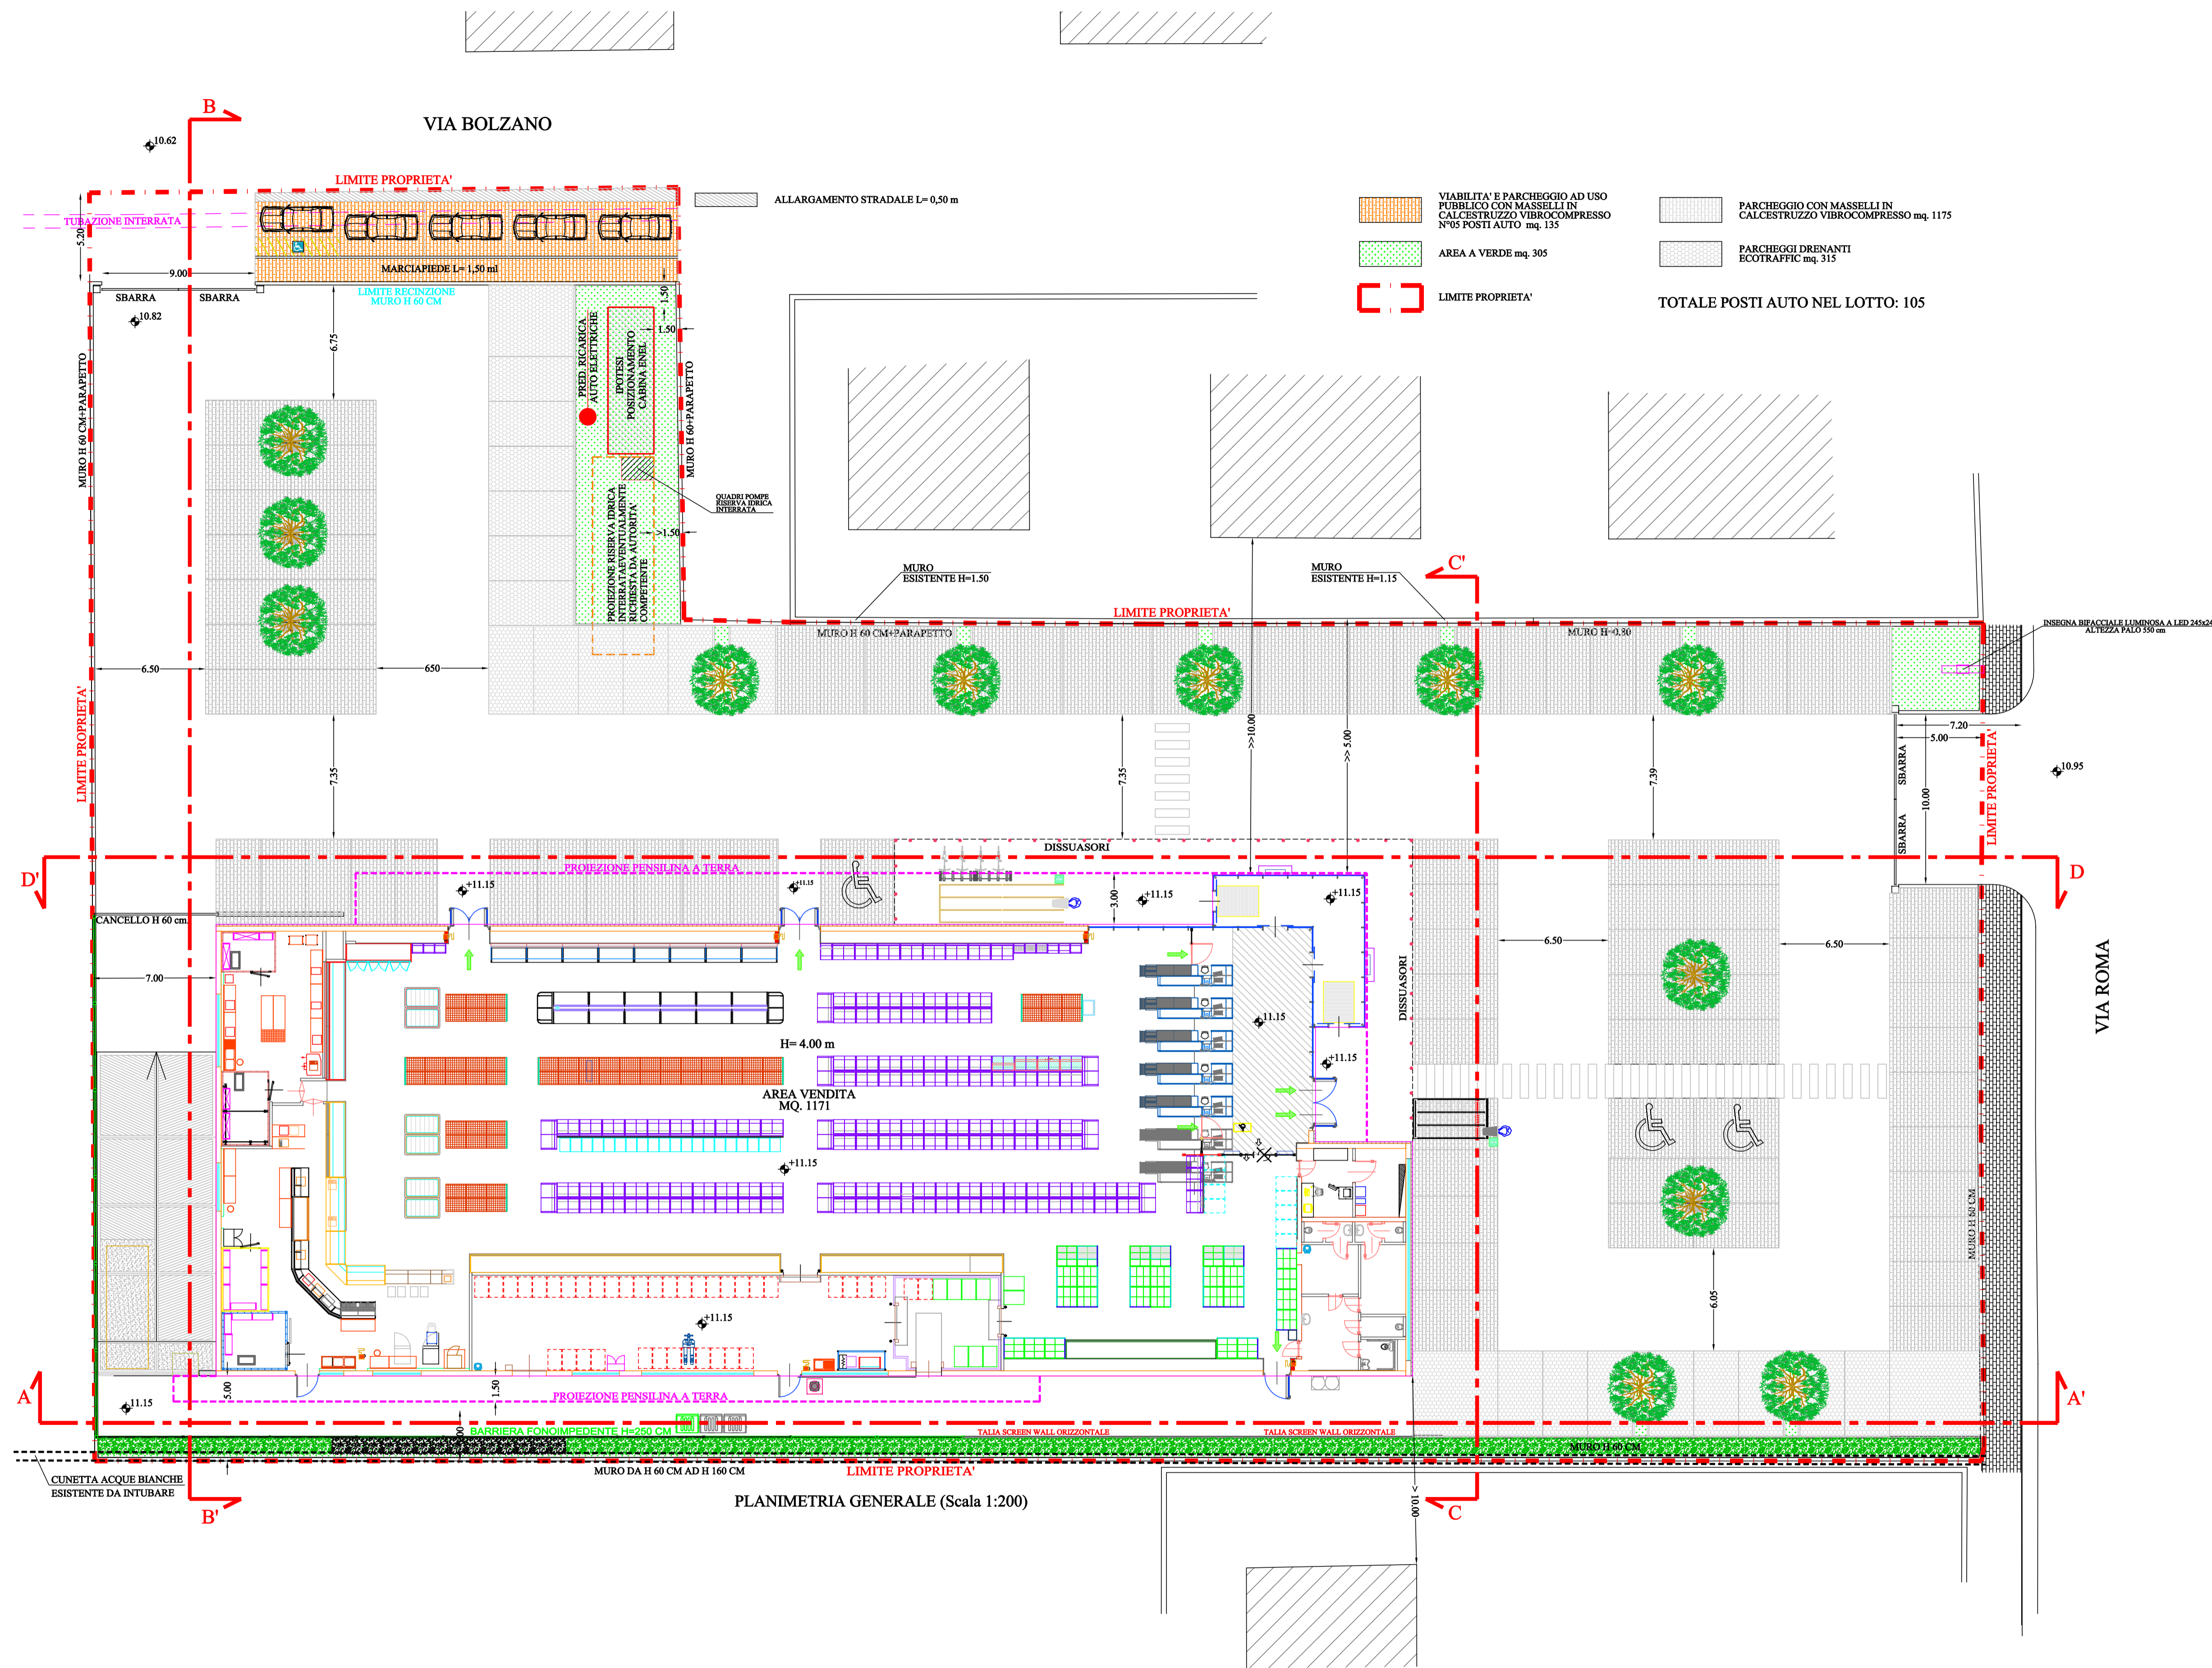 B
10.62
VIA BOLZANO
LIMITE PROPRIETA'
TUBAZIONE INTERRATA
5.20
ALLARGAMENTO STRADALE L= 0,50 m
VIABILITA' E PARCHEGGIO AD USO
PUBBLICO CON MASSELLI IN
CALCESTRUZZO VIBROCOMPRESSO
N°05 POSTI AUTO mq. 135
PARCHEGGIO CON MASSELLI IN
CALCESTRUZZO VIBROCOMPRESSO mq. 1175
AREA A VERDE mq. 305
PARCHEGGI DRENANTI
ECOTRAFFIC mq. 315
LIMITE PROPRIETA'
TOTALE POSTI AUTO NEL LOTTO: 105
MARCIAPIEDE L= 1,50 ml
9.00
SBARRA
SBARRA
LIMITE RECINZIONE
MURO H 60 CM
10.82
1.50
1.50
6.75
MURO H 60 CM+PARAPETTO
PRED. RICARICA
AUTO ELETTRICHE
IPOTESI
POSIZIONAMENTO
CABINA ENEL
MURO H 60+PARAPETTO
QUADRI POMPE
RISERVA IDRICA
INTERRATA
>1.50
PROIEZIONE RISERVA IDRICA
INTERRATAEVENTUALMENTE
RICHIESTA DA AUTORITA'
COMPETENTE
MURO
ESISTENTE H=1.50
MURO
ESISTENTE H=1.15
C'
LIMITE PROPRIETA'
MURO H 60 CM+PARAPETTO
MURO H=0.80
INSEGNA BIFACCIALE LUMINOSA A LED 245x24
ALTEZZA PALO 550 cm
6.50
650
LIMITE PROPRIETA'
7.35
7.35
>>10.00
>> 5.00
7.39
7.20
5.00
SBARRA
SBARRA
10.00
LIMITE PROPRIETA'
10.95
D'
PROIEZIONE PENSILINA A TERRA
DISSUASORI
D
+11.15
+11.15
3.00
+11.15
+11.15
CANCELLO H 60 cm.
7.00
6.50
6.50
DISSUASORI
VIA ROMA
11.15
H= 4.00 m
+11.15
AREA VENDITA
MQ. 1171
+11.15
MURO H 60 CM
+11.15
6.05
A
11.15
5.00
1.50
PROIEZIONE PENSILINA A TERRA
A'
BARRIERA FONOIMPEDENTE H=250 CM
TALIA SCREEN WALL ORIZZONTALE
TALIA SCREEN WALL ORIZZONTALE
MURO H 60 CM
CUNETTA ACQUE BIANCHE
ESISTENTE DA INTUBARE
MURO DA H 60 CM AD H 160 CM
LIMITE PROPRIETA'
B'
PLANIMETRIA GENERALE (Scala 1:200)
> 10.00
C